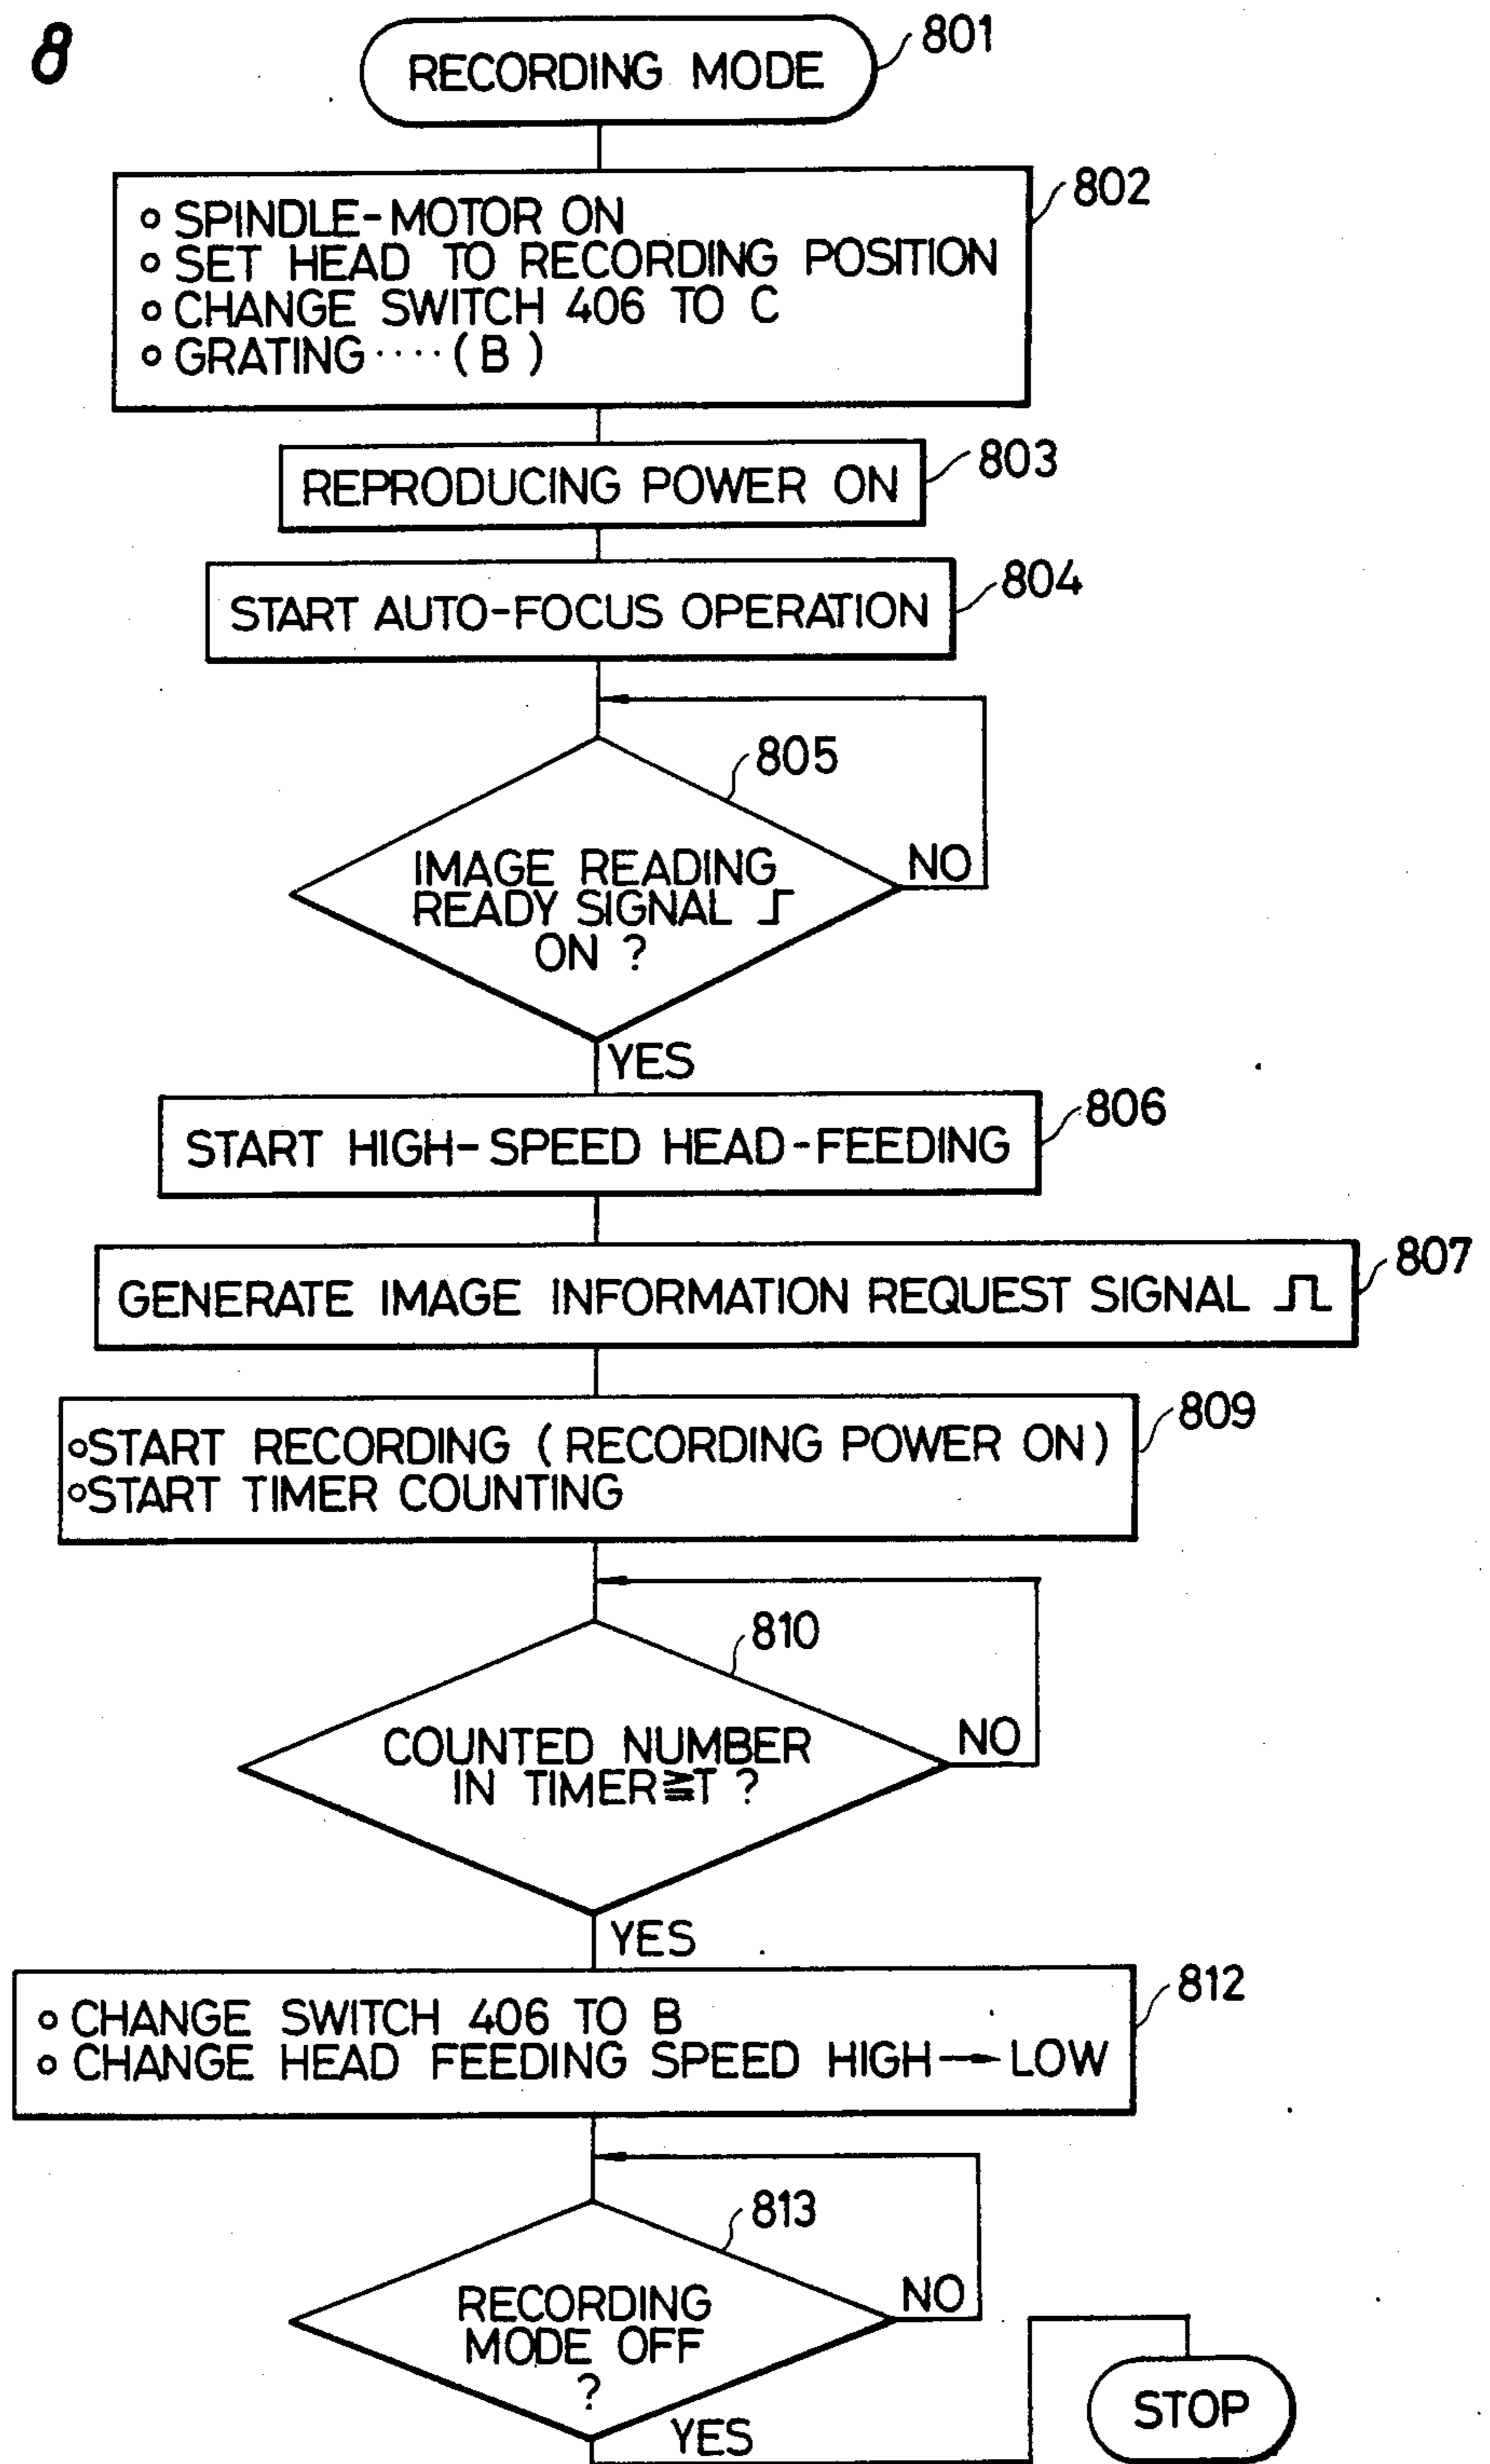 8
RECORDING MODE
801
802
○ SPINDLE-MOTOR ON
○ SET HEAD TO RECORDING POSITION
○ CHANGE SWITCH 406 TO C
○ GRATING ···· ( B )
REPRODUCING POWER ON
803
START AUTO-FOCUS OPERATION
804
805
IMAGE READING
READY SIGNAL
ON ?
NO
YES
START HIGH-SPEED HEAD-FEEDING
806
GENERATE IMAGE INFORMATION REQUEST SIGNAL
807
809
○START RECORDING ( RECORDING POWER ON )
○START TIMER COUNTING
810
COUNTED NUMBER
IN TIMER≧T ?
NO
YES
812
○ CHANGE SWITCH 406 TO B
○ CHANGE HEAD FEEDING SPEED HIGH → LOW
813
RECORDING
MODE OFF
?
NO
YES
STOP